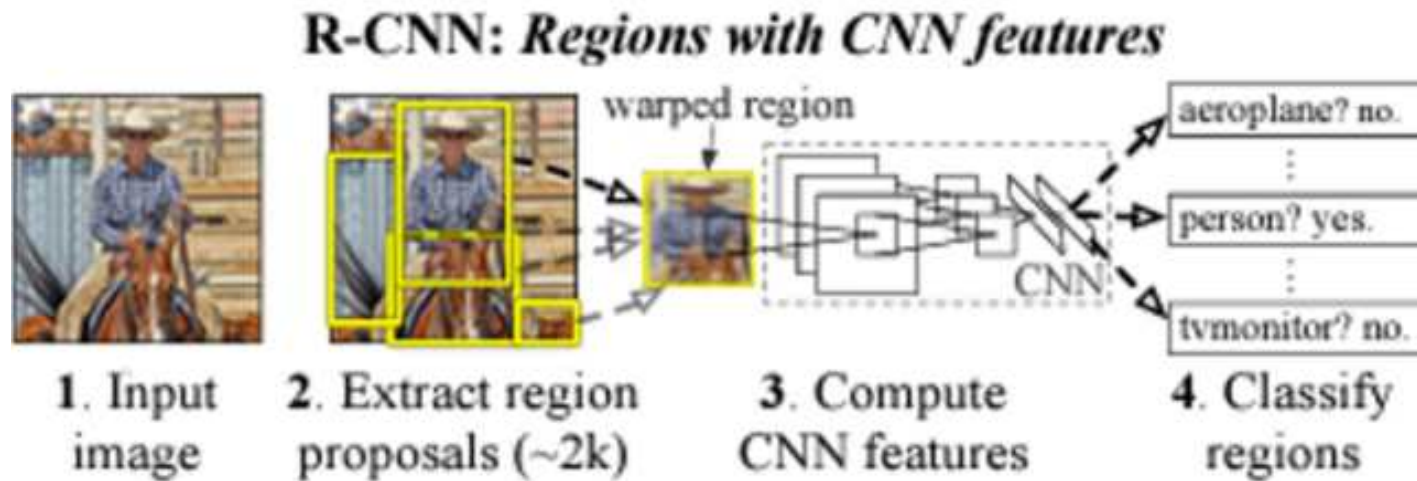 R-CNN: Regions with CNN features
warped region
aeroplane? no.
person? yes.
CNN
tvmonitor? no.
1. Input
image
2. Extract region
proposals (~2k)
3. Compute
CNN features
4. Classify
regions